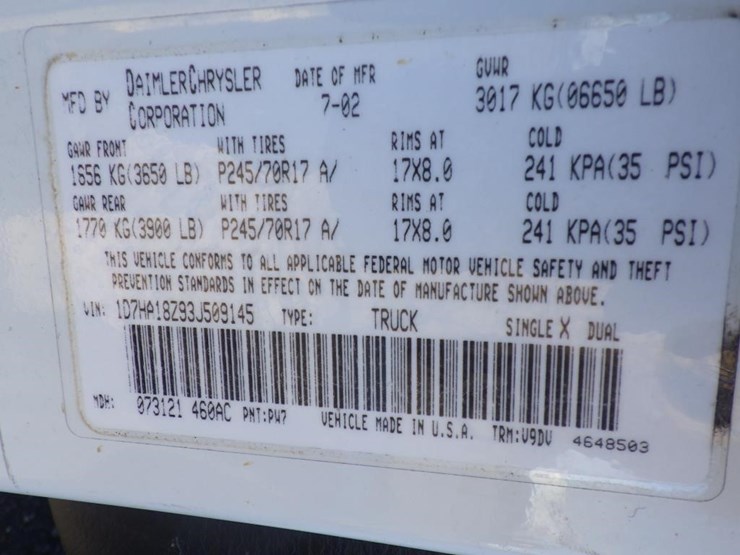 MFD BY DAIMLERCHRYSLER CORPORATION DATE OF MFR 7-02 GVWR 3017 KG(06650 LB)
GAWR FRONT WITH TIRES RIMS AT COLD
1656 KG(3650 LB) P245/70R17 A/ 17X8.0 241 KPA(35 PSI)
GAWR REAR WITH TIRES RIMS AT COLD
1770 KG(3900 LB) P245/70R17 A/ 17X8.0 241 KPA(35 PSI)
THIS VEHICLE CONFORMS TO ALL APPLICABLE FEDERAL MOTOR VEHICLE SAFETY AND THEFT
PREVENTION STANDARDS IN EFFECT ON THE DATE OF MANUFACTURE SHOWN ABOVE.
VIN: 1D7HA18Z93J509145 TYPE: TRUCK SINGLE X DUAL
MDH: 073121 460AC PNT:PW7 VEHICLE MADE IN U.S.A. TRM:V9DV 4648503